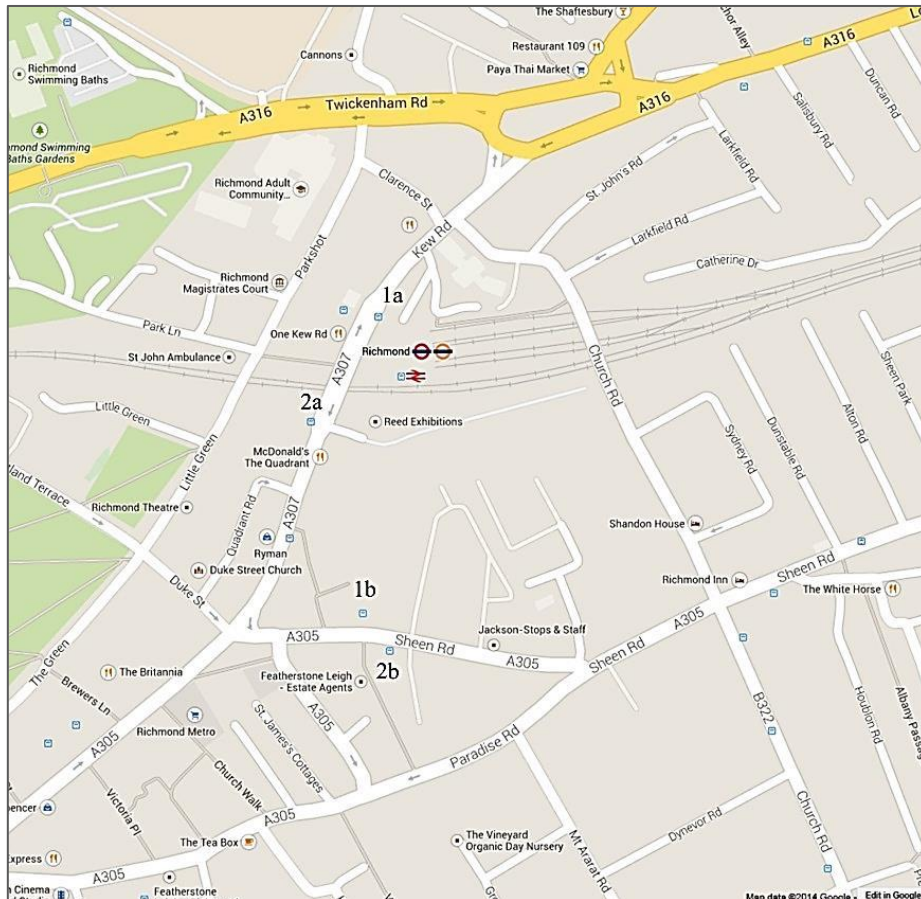 The Shaftesbury
Restaurant 109
Paya Thai Market
Cannons
Richmond
Swimming Baths
A316
Twickenham Rd
A316
A316
Salisbury Rd
Duncan Rd
Richmond Adult
Community...
Clarence St
St. John's Rd
Larkfield Rd
Larkfield Rd
Kew Rd
Catherine Dr
Parkshot
Richmond
Magistrates Court
1a
Park Ln
One Kew Rd
St John Ambulance
Richmond
A307
Church Rd
2a
Little Green
Reed Exhibitions
Little Green
McDonald's
The Quadrant
Sydney Rd
Dunstable Rd
Alton Rd
Sheen Park
Richmond Theatre
Quadrant Rd
A307
Shandon House
Ryman
Duke Street Church
Duke St
Richmond Inn
Sheen Rd
The White Horse
1b
A305
Sheen Rd
Jackson-Stops & Staff
A305
Sheen Rd
A305
2b
The Green
The Britannia
Featherstone Leigh
- Estate Agents
Brewers Ln
A305
Richmond Metro
St. James's Cottages
B322
Houblon Rd
A305
Paradise Rd
Victoria Pl
Church Walk
A305
The Tea Box
The Vineyard
Organic Day Nursery
Mt Ararat Rd
Dynevor Rd
Church Rd
A305
Featherstone
Map data ©2014 Google
Edit in Google